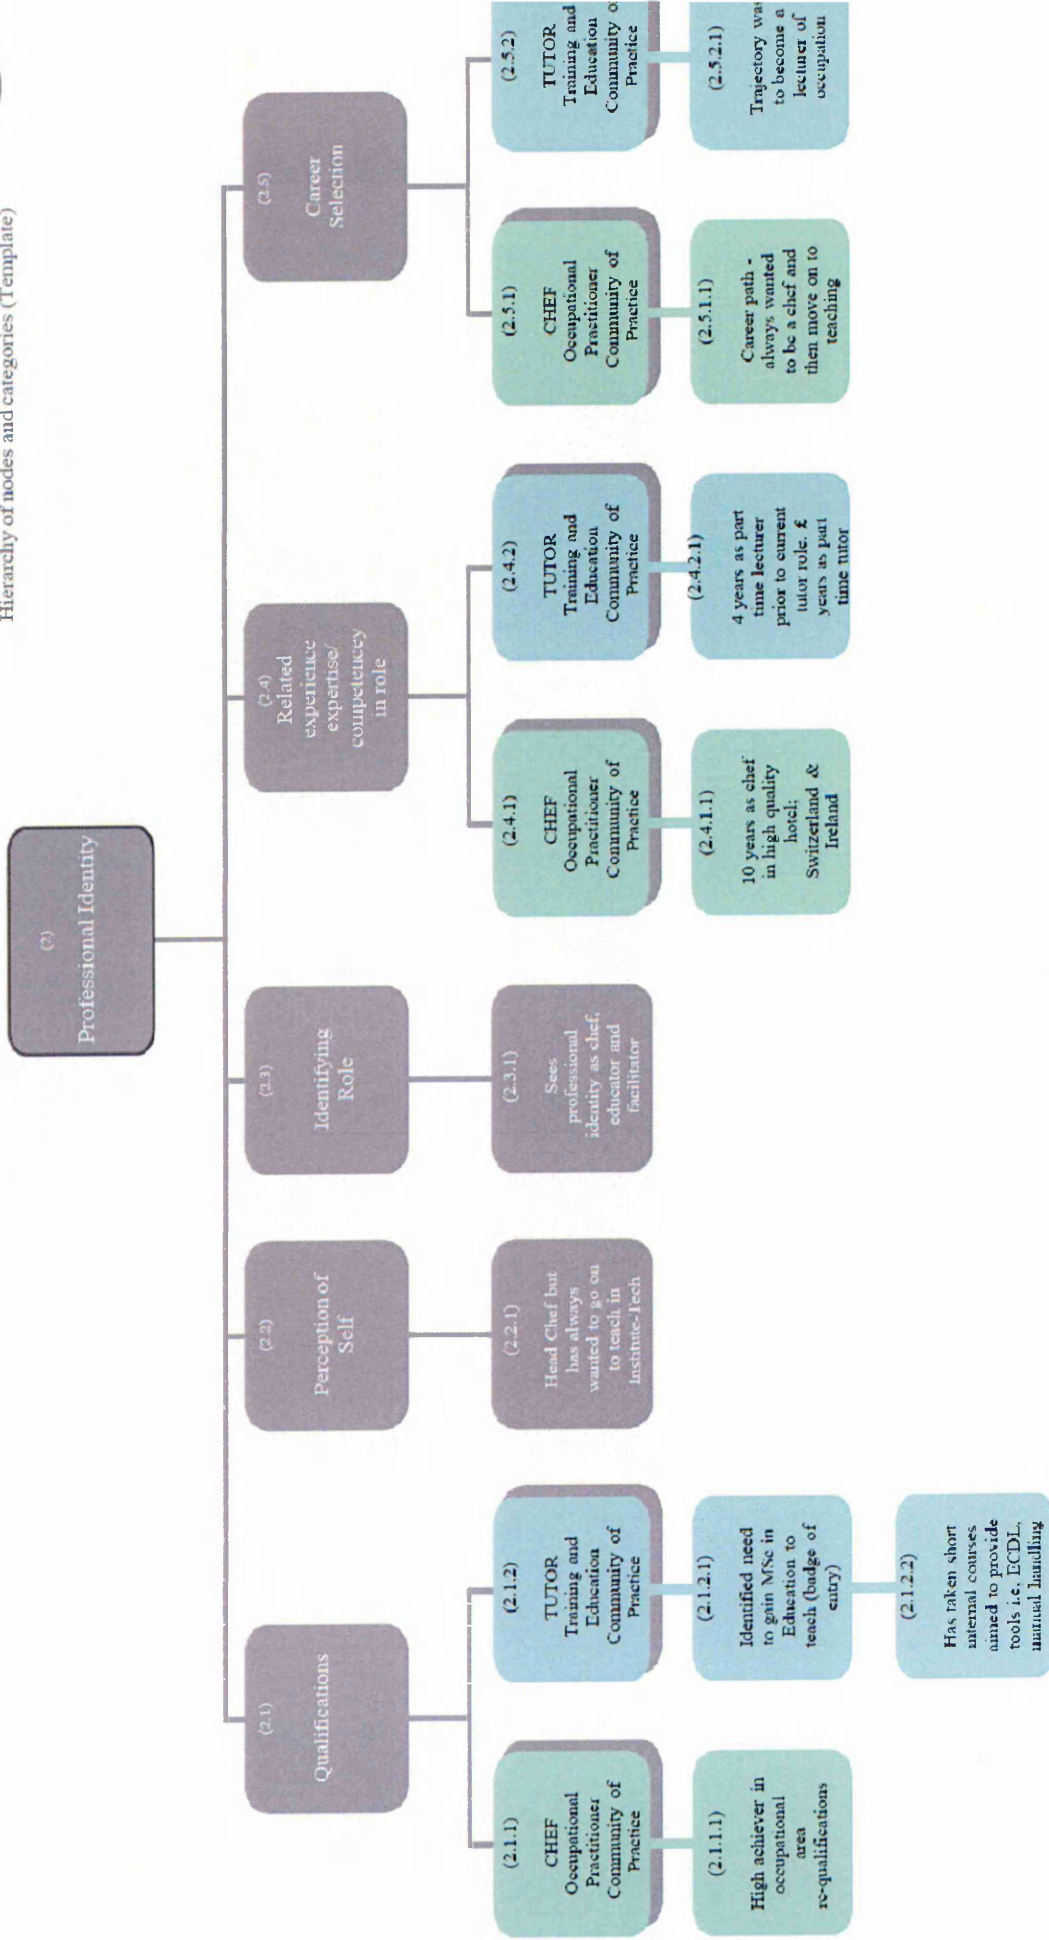 Hierarchy of nodes and categories (Template)
(2)
Professional Identity
(2.1)
Qualifications
(2.2)
Perception of
Self
(2.3)
Identifying
Role
(2.4)
Related
experience
expertise/
competencey
in role
(2.5)
Career
Selection
(2.1.1)
CHEF
Occupational
Practitioner
Community of
Practice
(2.1.2)
TUTOR
Training and
Education
Community of
Practice
(2.2.1)
Head Chef but
has always
wanted to go on
to teach in
Institute-Tech
(2.3.1)
Sees
professional
identity as chef,
educator and
facilitator
(2.4.1)
CHEF
Occupational
Practitioner
Community of
Practice
(2.4.2)
TUTOR
Training and
Education
Community of
Practice
(2.5.1)
CHEF
Occupational
Practitioner
Community of
Practice
(2.5.2)
TUTOR
Training and
Education
Community o
Practice
(2.1.1.1)
High achiever in
occupational
area
re-qualifications
(2.1.2.1)
Identified need
to gain MSc in
Education to
teach (badge of
entry)
(2.4.1.1)
10 years as chef
in high quality
hotel;
Switzerland &
Ireland
(2.4.2.1)
4 years as part
time lecturer
prior to current
tutor role. £
years as part
time tutor
(2.5.1.1)
Career path -
always wanted
to be a chef and
then move on to
teaching
(2.5.2.1)
Trajectory was
to become a
lecturer of
occupation
(2.1.2.2)
Has taken short
internal courses
aimed to provide
tools i.e, ECDL,
manual handling